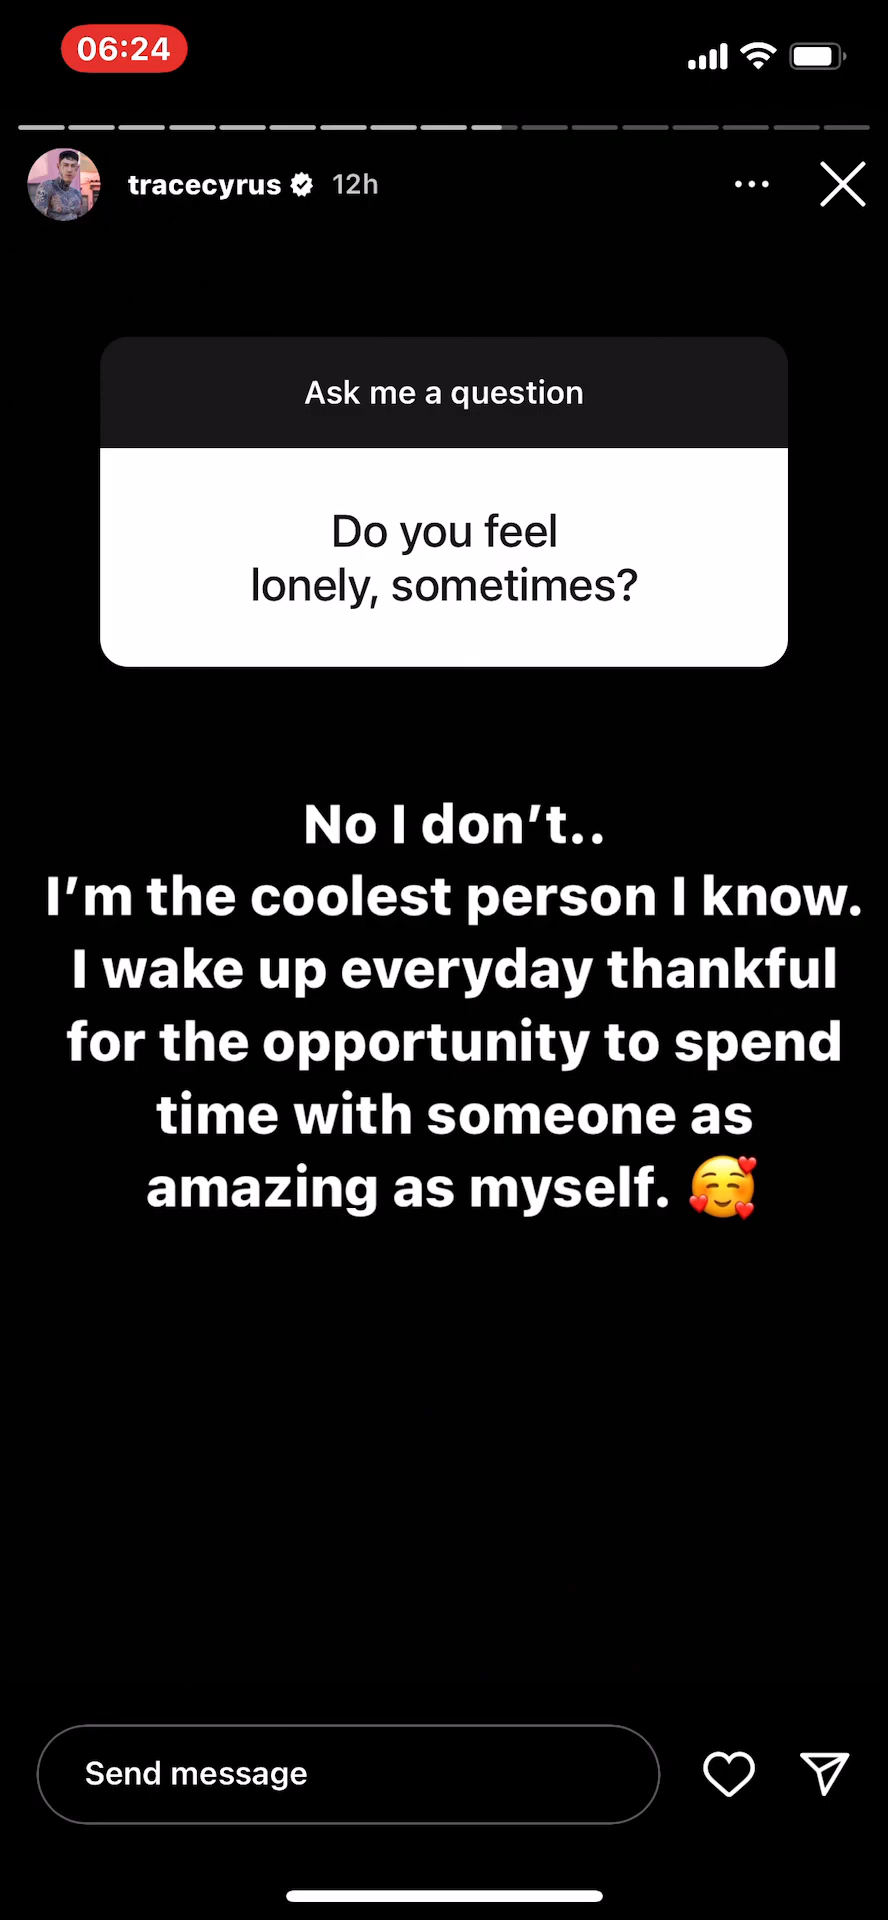 06:24
tracecyrus 12h
Ask me a question
Do you feel
lonely, sometimes?
No I don't..
I'm the coolest person I know.
I wake up everyday thankful
for the opportunity to spend
time with someone as
amazing as myself. 🥰
Send message